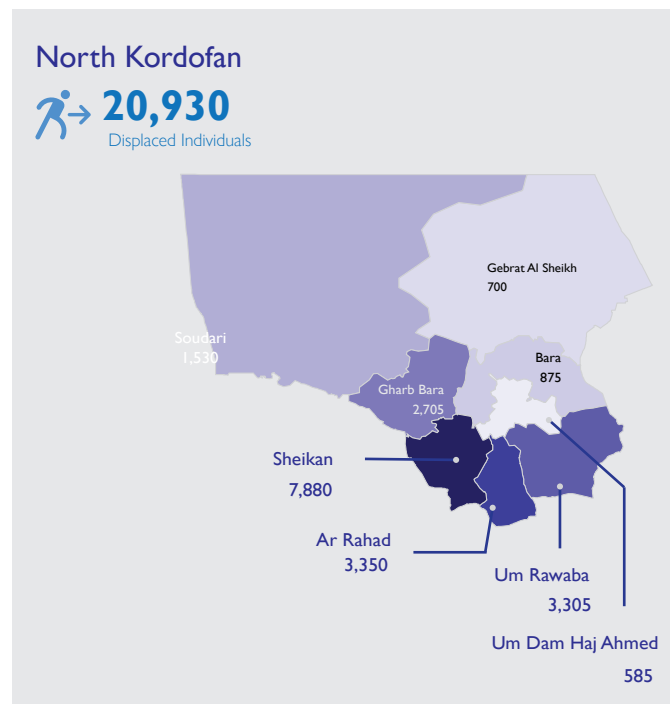 North Kordofan
20,930
Displaced Individuals
Gebrat Al Sheikh
700
Soudari
1,530
Bara
875
Gharb Bara
2,705
Sheikan
7,880
Ar Rahad
3,350
Um Rawaba
3,305
Um Dam Haj Ahmed
585